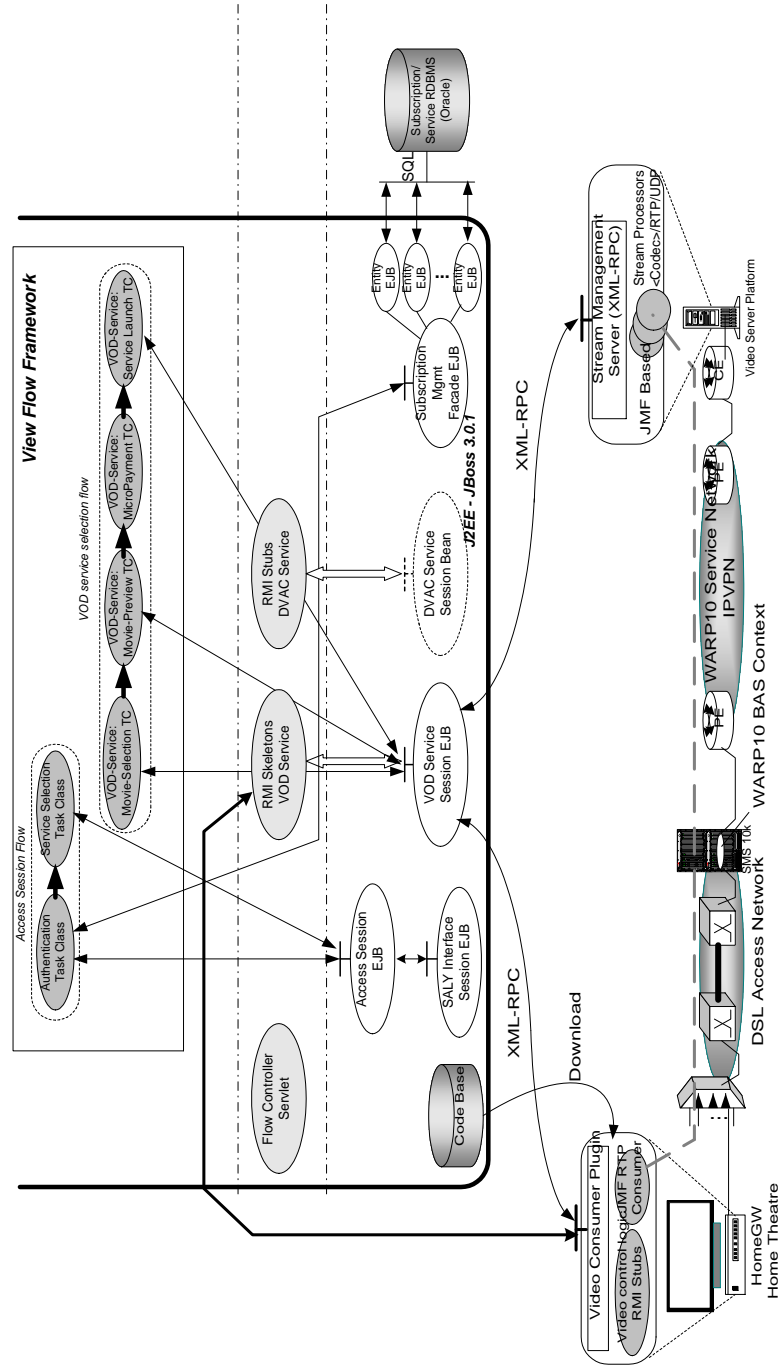 View Flow Framework
Access Session Flow
Authentication
Task Class
Service Selection
Task Class
VOD service selection flow
VOD-Service:
Movie-Selection TC
VOD-Service:
Movie-Preview TC
VOD-Service:
MicroPayment TC
VOD-Service:
Service Launch TC
Flow Controller
Servlet
RMI Skeletons
VOD Service
RMI Stubs
DVAC Service
Access Session
EJB
SALY Interface
Session EJB
VOD Service
Session EJB
DVAC Service
Session Bean
Subscription
Mgmt
Facade EJB
Entity
EJB
Entity
EJB
Entity
EJB
SQL
Subscription/
Service RDBMS
(Oracle)
Code Base
J2EE - JBoss 3.0.1
Download
XML-RPC
XML-RPC
Video Consumer Plugin
Video control logic
RMI Stubs
JMF RTP
Consumer
Stream Management
Server (XML-RPC)
JMF Based
Stream Processors
<Codec>/RTP/UDP
HomeGW
Home Theatre
DSL Access Network
SMS 10k
WARP10 BAS Context
PE
WARP10 Service Network
IPVPN
PE
CE
Video Server Platform